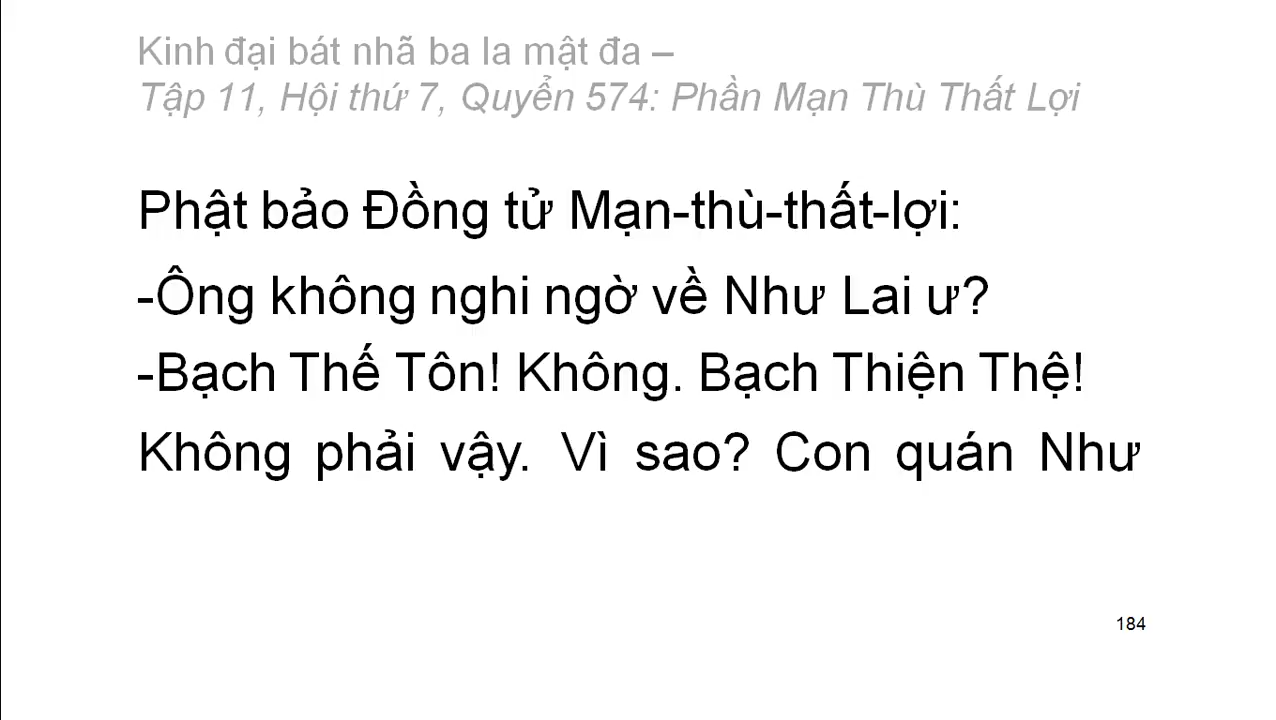 Kinh đại bát nhã ba la mật đa –
Tập 11, Hội thứ 7, Quyển 574: Phần Mạn Thù Thất Lợi
Phật bảo Đồng tử Mạn-thù-thất-lợi:
-Ông không nghi ngờ về Như Lai ư?
-Bạch Thế Tôn! Không. Bạch Thiện Thệ!
Không phải vậy. Vì sao? Con quán Như
184